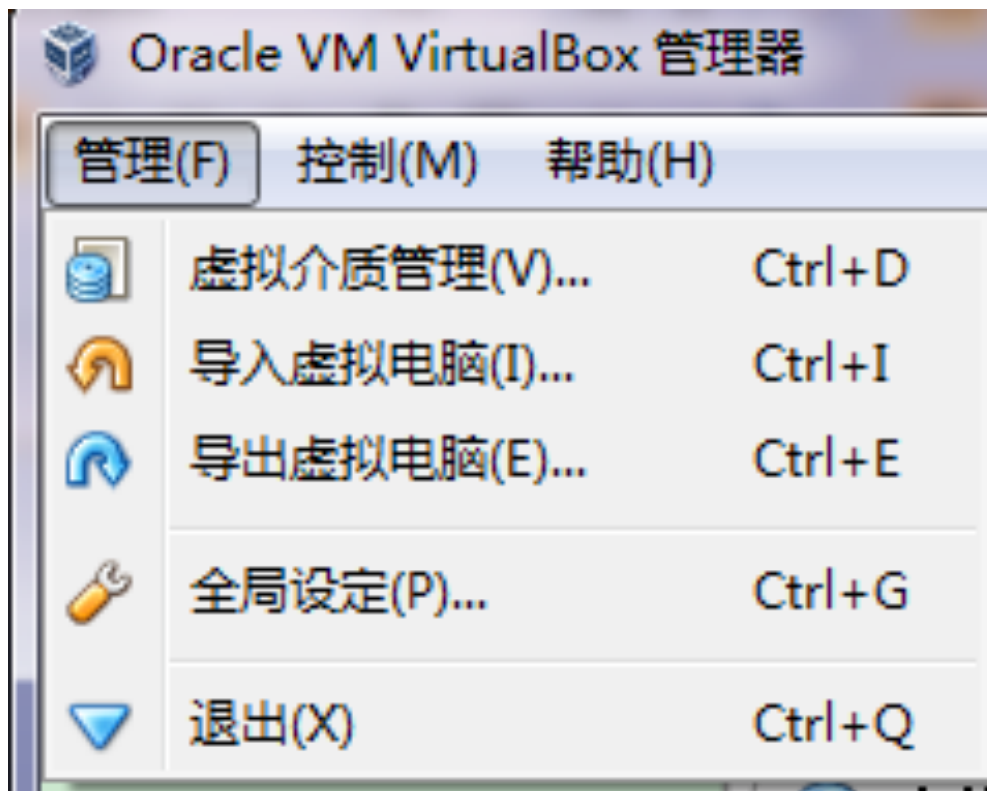 Oracle VM VirtualBox 管理器
管理(F) 控制(M) 帮助(H)
虚拟介质管理(V)... Ctrl+D
导入虚拟电脑(I)... Ctrl+I
导出虚拟电脑(E)... Ctrl+E
全局设定(P)... Ctrl+G
退出(X) Ctrl+Q